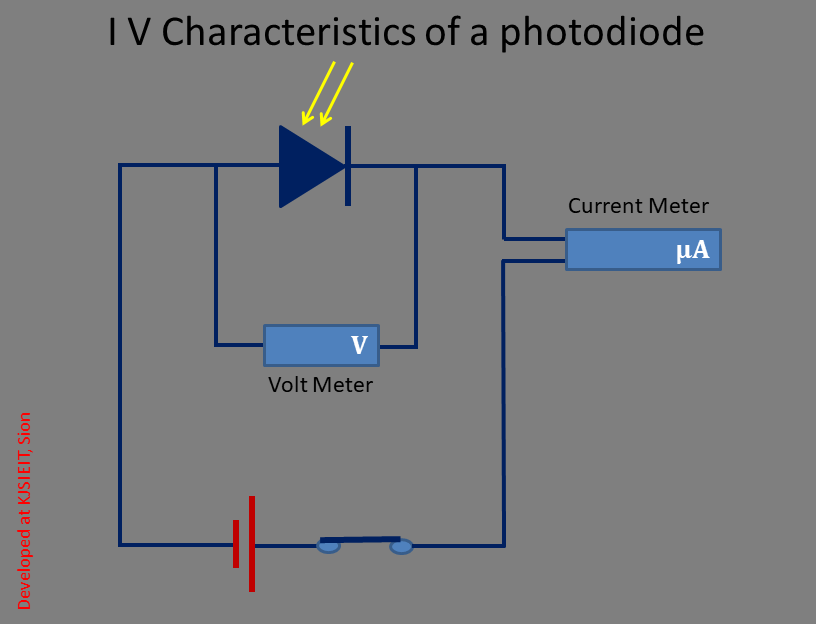 I V Characteristics of a photodiode
Current Meter
μA
V
Volt Meter
Developed at KJSIEIT, Sion